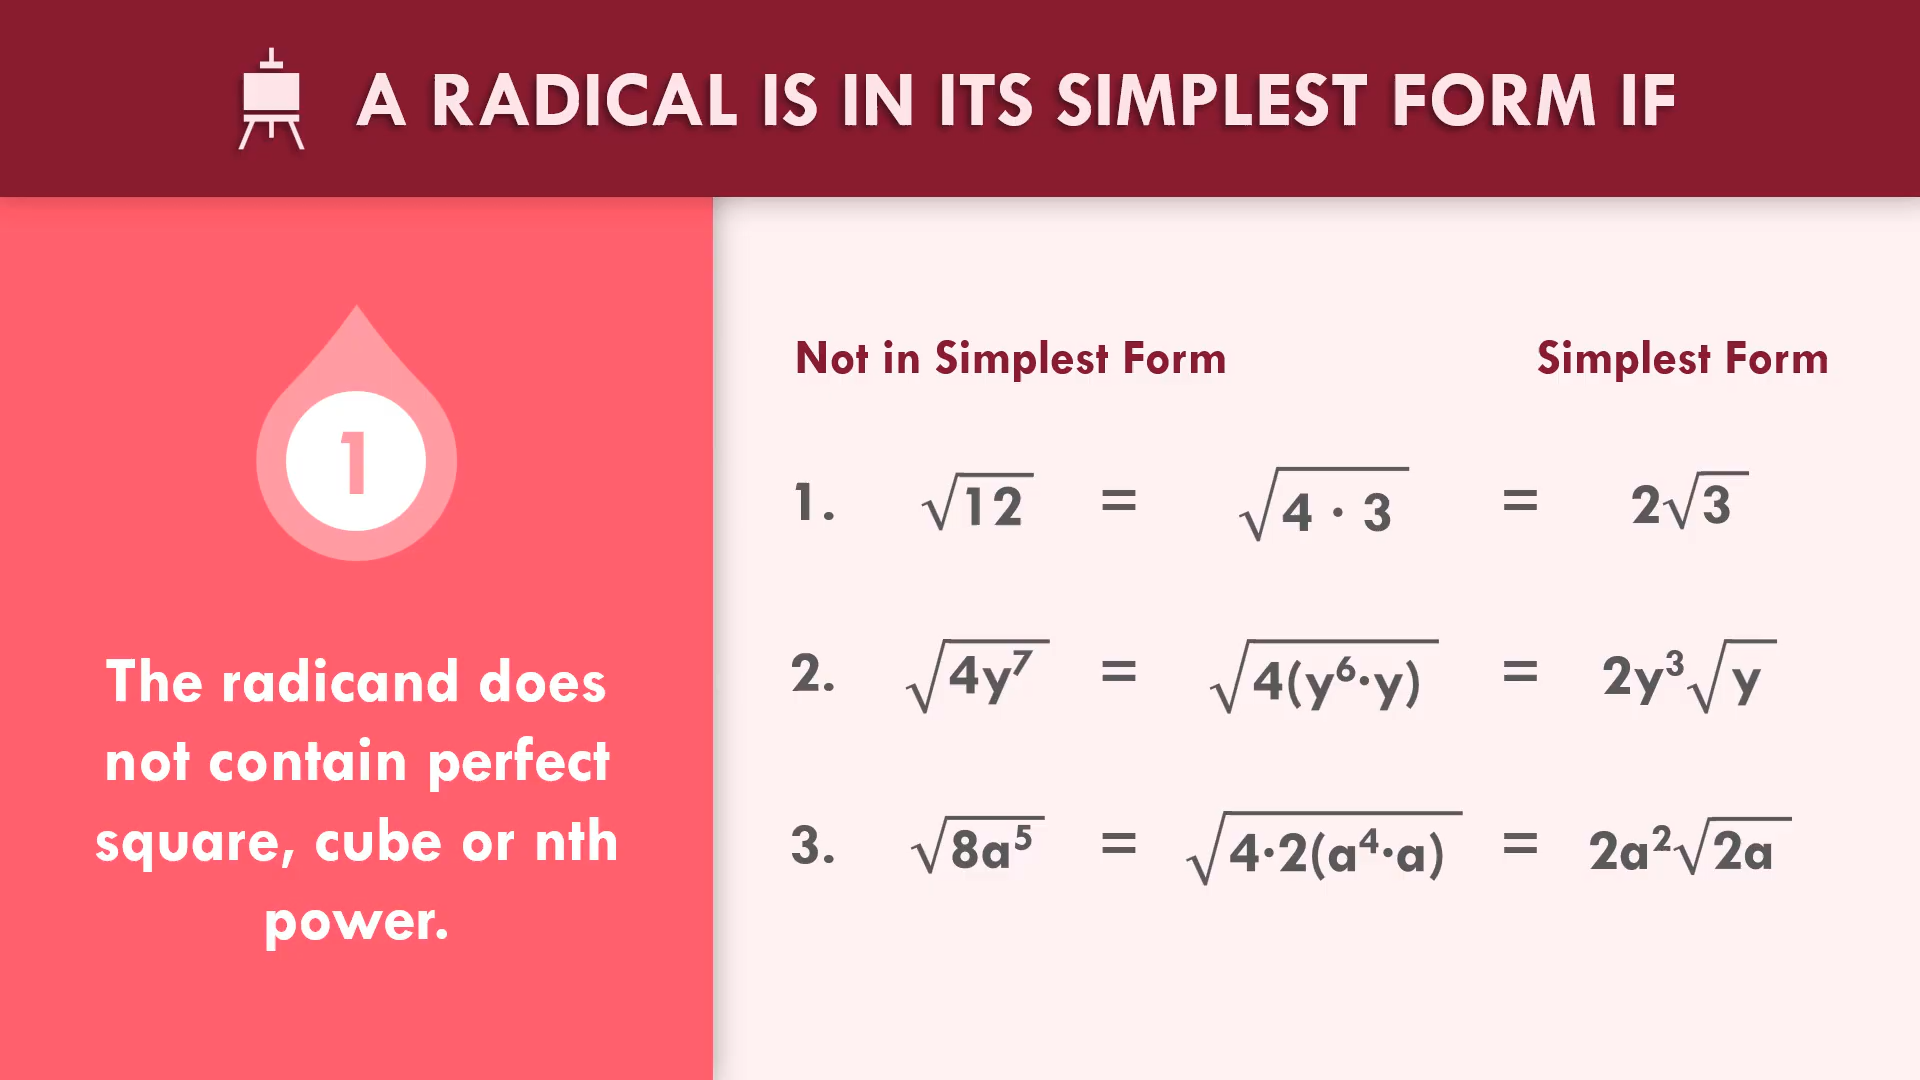 A RADICAL IS IN ITS SIMPLEST FORM IF
1
The radicand does
not contain perfect
square, cube or nth
power.
Not in Simplest Form Simplest Form
1. √12 = √4 · 3 = 2√3
2. √4y⁷ = √4(y⁶·y) = 2y³√y
3. √8a⁵ = √4·2(a⁴·a) = 2a²√2a